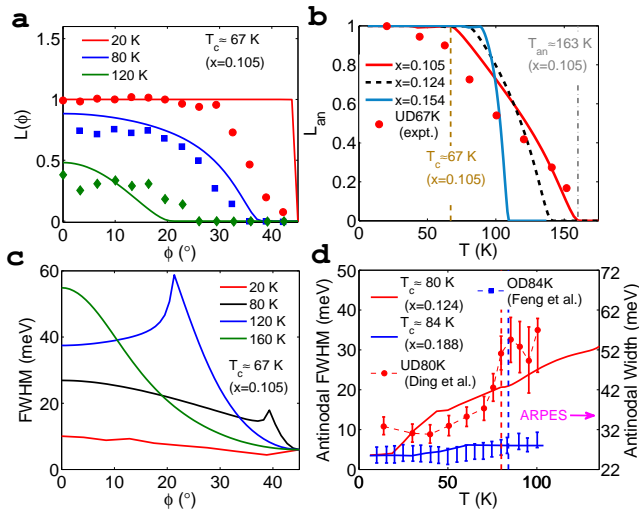 a
20 K
80 K
120 K
T_c≈ 67 K
(x=0.105)
L(ϕ)
1.5
1
0.5
0
0 10 20 30 40
ϕ (°)
b
T_an≈163 K
(x=0.105)
x=0.105
x=0.124
x=0.154
UD67K
(expt.)
T_c≈67 K
(x=0.105)
L_an
1
0.8
0.6
0.4
0.2
0
0 50 100 150
T (K)
c
20 K
80 K
120 K
160 K
T_c≈ 67 K
(x=0.105)
FWHM (meV)
60
40
20
0
0 10 20 30 40
ϕ (°)
d
T_c≈ 80 K
(x=0.124)
T_c≈ 84 K
(x=0.188)
UD80K
(Ding et al.)
OD84K
(Feng et al.)
ARPES
Antinodal FWHM (meV)
50
40
30
20
10
0
0 50 100
T (K)
72
62
52
42
32
22
Antinodal Width (meV)